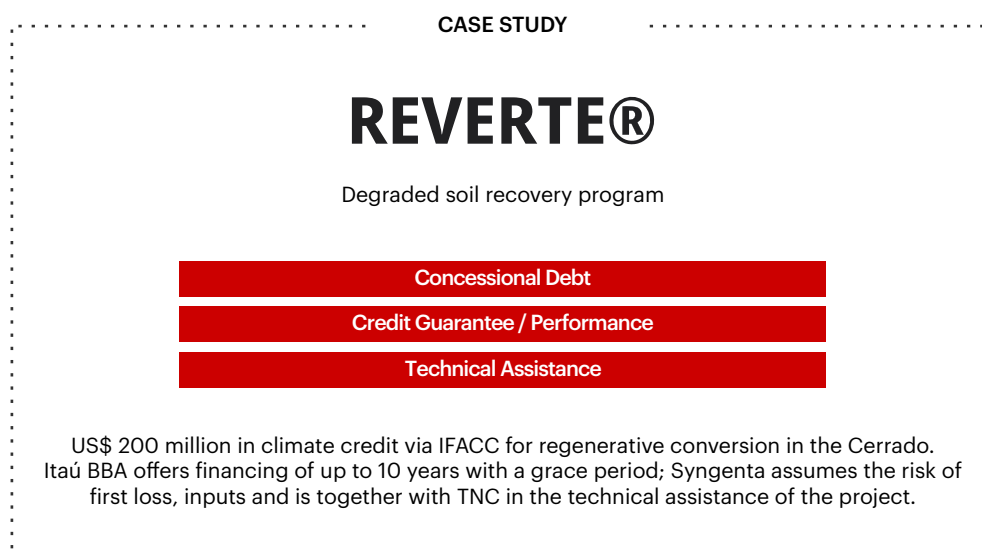 CASE STUDY
REVERTE®
Degraded soil recovery program
Concessional Debt
Credit Guarantee / Performance
Technical Assistance
US$ 200 million in climate credit via IFACC for regenerative conversion in the Cerrado.
Itaú BBA offers financing of up to 10 years with a grace period; Syngenta assumes the risk of
first loss, inputs and is together with TNC in the technical assistance of the project.